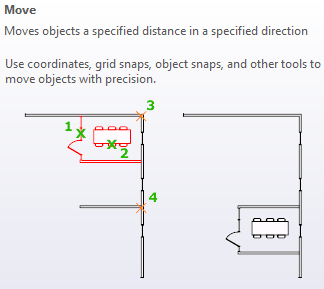 Move
Moves objects a specified distance in a specified direction
Use coordinates, grid snaps, object snaps, and other tools to
move objects with precision.
3
1
2
4